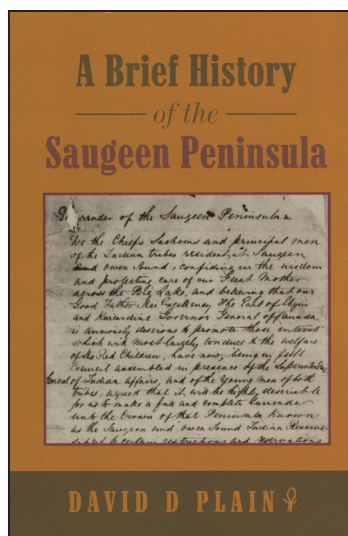 A Brief History
of the
Saugeen Peninsula
Surrender of the Saugeen Peninsula
We the Chiefs Sachems and principal men
of the Indian tribes resident at Saugeen
and Owen Sound, confiding in the wisdom
and protecting care of our Great Mother
across the Big Lake, and believing that our
Good Father, His Excellency, The Earl of Elgin
and Kincardine Governor General of Canada
is anxiously desirous to promote those interests
which will most largely conduce to the welfare
of His Red Children, have now, being in full
Council assembled in presence of the Superintendent
General of Indian Affairs, and of the young men of both
tribes, agreed that it will be highly desirable
for us to make a full and complete Surrender
unto the Crown of that Peninsula known
as the Saugeen and Owen Sound Indian Reserve
subject to certain restrictions and reservations
DAVID D PLAIN